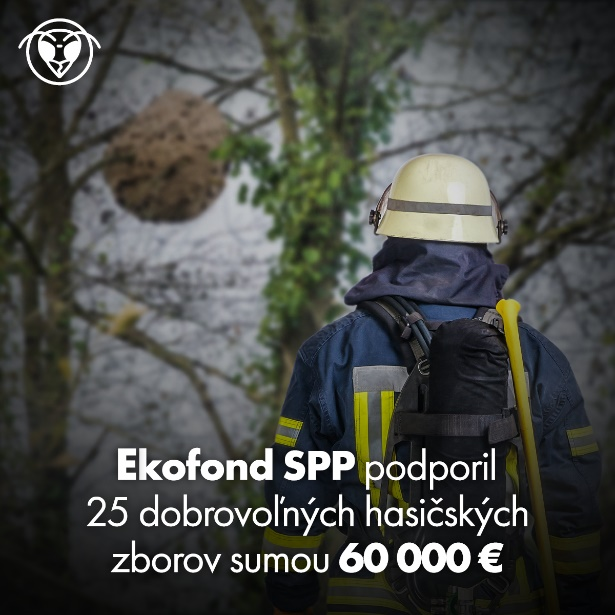 Ekofond SPP podporil
25 dobrovoľných hasičských
zborov sumou 60 000 €